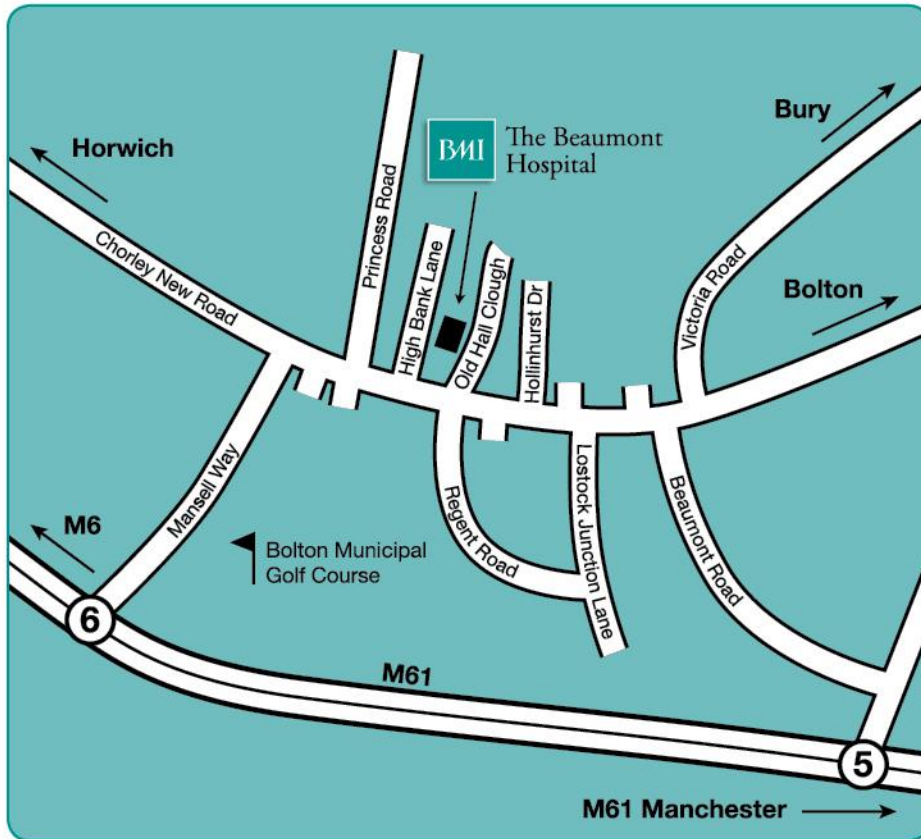 Horwich
Bury
BMI
The Beaumont
Hospital
Chorley New Road
Princess Road
High Bank Lane
Old Hall Clough
Hollinhurst Dr
Victoria Road
Bolton
Mansell Way
M6
Bolton Municipal
Golf Course
Regent Road
Lostock Junction Lane
Beaumont Road
6
M61
5
M61 Manchester